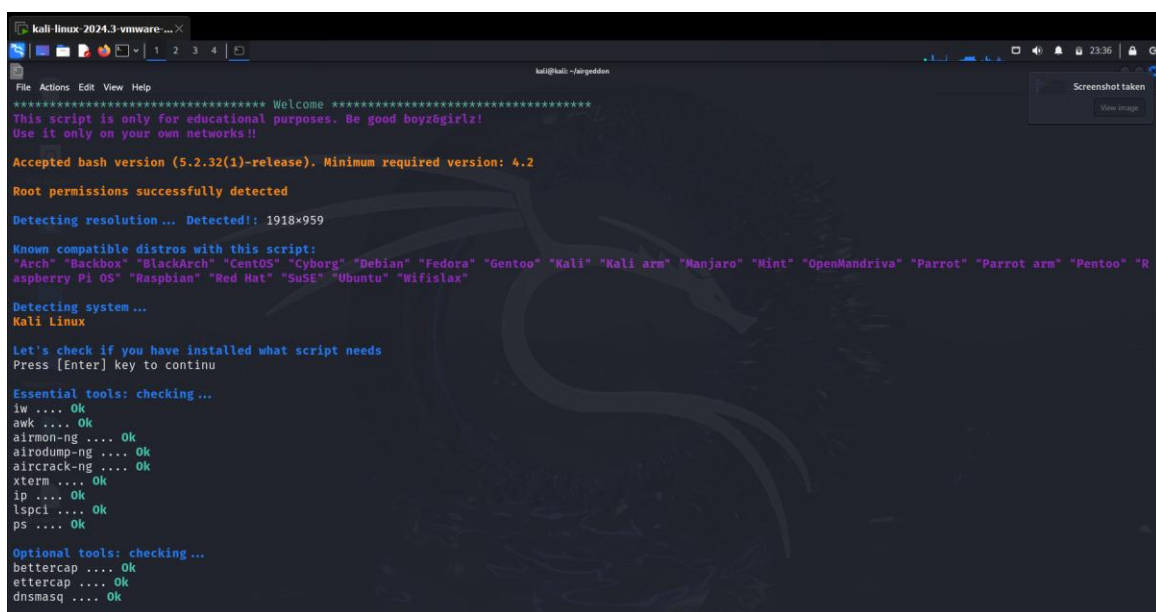 kali-linux-2024.3-vmware-...
1 2 3 4
23:36
kali@kali: ~/airgeddon
File Actions Edit View Help
Screenshot taken
View image
*********************************** Welcome ************************************
This script is only for educational purposes. Be good boyz&girlz!
Use it only on your own networks!!
Accepted bash version (5.2.32(1)-release). Minimum required version: 4.2
Root permissions successfully detected
Detecting resolution... Detected!: 1918×959
Known compatible distros with this script:
"Arch" "Backbox" "BlackArch" "CentOS" "Cyborg" "Debian" "Fedora" "Gentoo" "Kali" "Kali arm" "Manjaro" "Mint" "OpenMandriva" "Parrot" "Parrot arm" "Pentoo" "R
aspberry Pi OS" "Raspbian" "Red Hat" "SuSE" "Ubuntu" "Wifislax"
Detecting system...
Kali Linux
Let's check if you have installed what script needs
Press [Enter] key to continu
Essential tools: checking...
iw .... Ok
awk .... Ok
airmon-ng .... Ok
airodump-ng .... Ok
aircrack-ng .... Ok
xterm .... Ok
ip .... Ok
lspci .... Ok
ps .... Ok
Optional tools: checking...
bettercap .... Ok
ettercap .... Ok
dnsmasq .... Ok